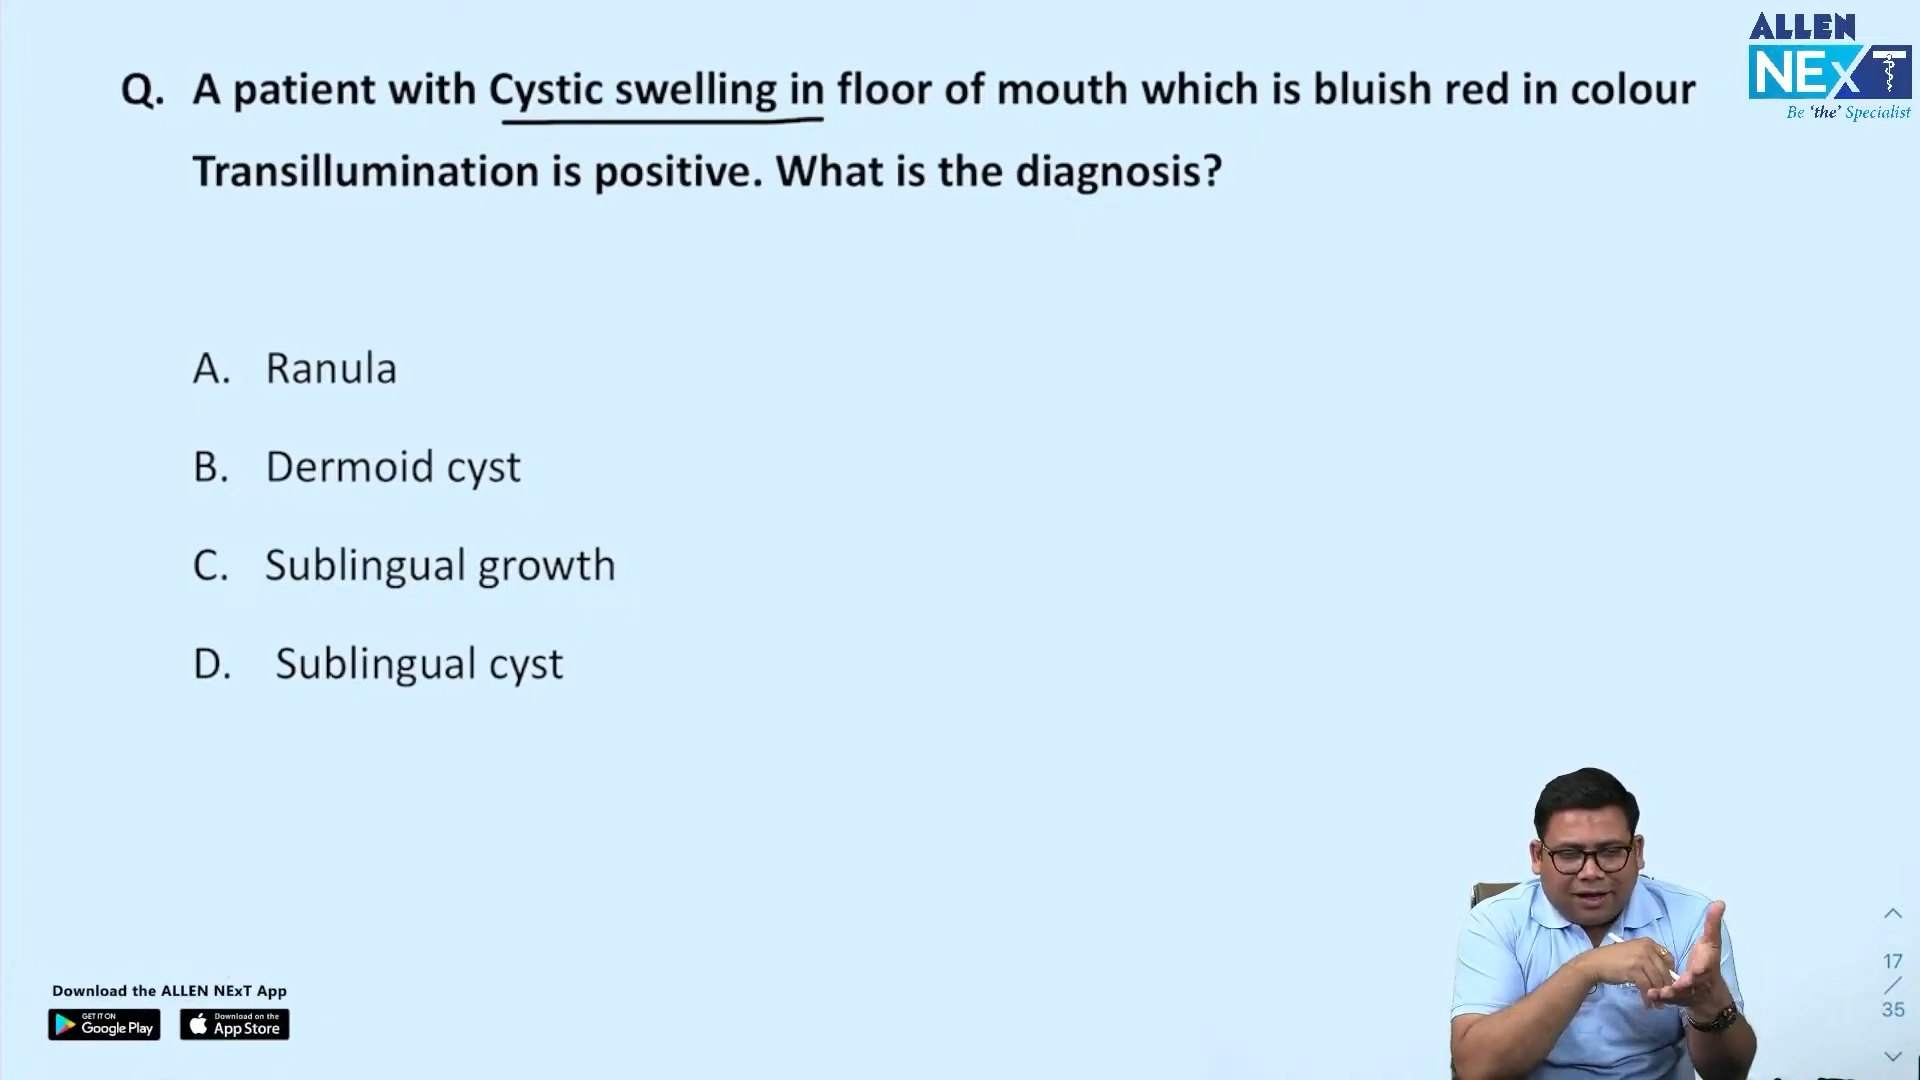 ALLEN
NExT
Be 'the' Specialist
Q. A patient with Cystic swelling in floor of mouth which is bluish red in colour
Transillumination is positive. What is the diagnosis?
A. Ranula
B. Dermoid cyst
C. Sublingual growth
D. Sublingual cyst
Download the ALLEN NExT App
GET IT ON
Google Play
Download on the
App Store
17
/
35